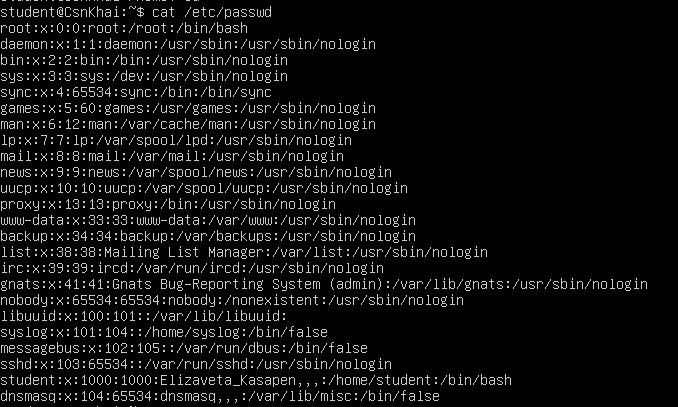 student@CsnKhai:~$ cat /etc/passwd
root:x:0:0:root:/root:/bin/bash
daemon:x:1:1:daemon:/usr/sbin:/usr/sbin/nologin
bin:x:2:2:bin:/bin:/usr/sbin/nologin
sys:x:3:3:sys:/dev:/usr/sbin/nologin
sync:x:4:65534:sync:/bin:/bin/sync
games:x:5:60:games:/usr/games:/usr/sbin/nologin
man:x:6:12:man:/var/cache/man:/usr/sbin/nologin
lp:x:7:7:lp:/var/spool/lpd:/usr/sbin/nologin
mail:x:8:8:mail:/var/mail:/usr/sbin/nologin
news:x:9:9:news:/var/spool/news:/usr/sbin/nologin
uucp:x:10:10:uucp:/var/spool/uucp:/usr/sbin/nologin
proxy:x:13:13:proxy:/bin:/usr/sbin/nologin
www-data:x:33:33:www-data:/var/www:/usr/sbin/nologin
backup:x:34:34:backup:/var/backups:/usr/sbin/nologin
list:x:38:38:Mailing List Manager:/var/list:/usr/sbin/nologin
irc:x:39:39:ircd:/var/run/ircd:/usr/sbin/nologin
gnats:x:41:41:Gnats Bug-Reporting System (admin):/var/lib/gnats:/usr/sbin/nologin
nobody:x:65534:65534:nobody:/nonexistent:/usr/sbin/nologin
libuuid:x:100:101::/var/lib/libuuid:
syslog:x:101:104::/home/syslog:/bin/false
messagebus:x:102:105::/var/run/dbus:/bin/false
sshd:x:103:65534::/var/run/sshd:/usr/sbin/nologin
student:x:1000:1000:Elizaveta_Kasapen,,,:/home/student:/bin/bash
dnsmasq:x:104:65534:dnsmasq,,,:/var/lib/misc:/bin/false